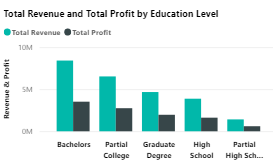 Total Revenue and Total Profit by Education Level
Total Revenue Total Profit
Revenue & Profit
10M
5M
0M
Bachelors
Partial College
Graduate Degree
High School
Partial High Sch...